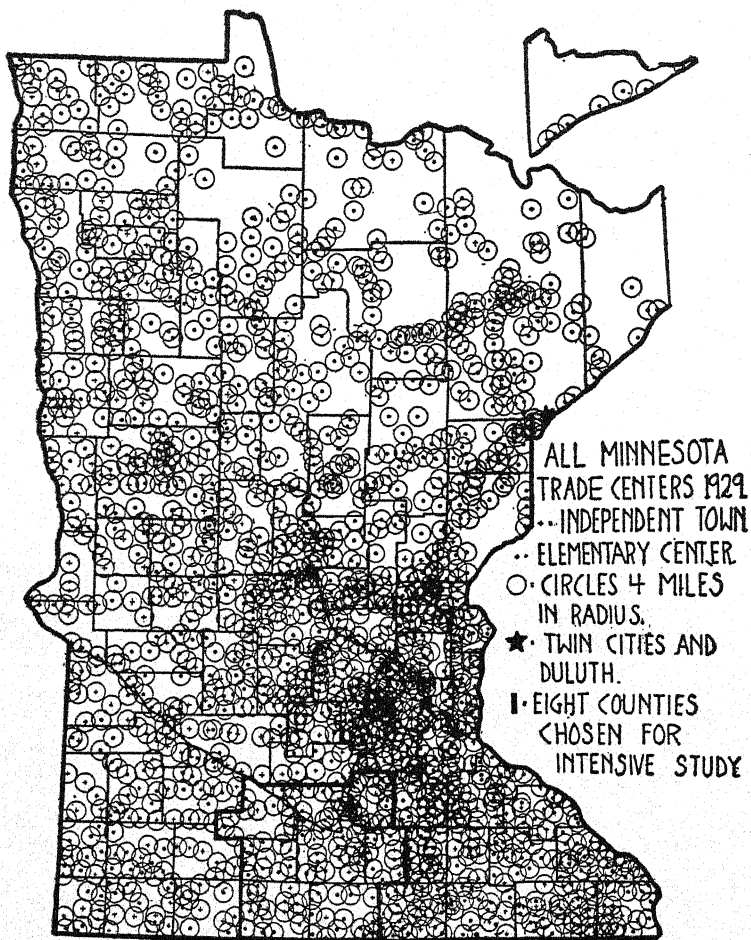 ALL MINNESOTA
TRADE CENTERS 1929
INDEPENDENT TOWN
ELEMENTARY CENTER
CIRCLES 4 MILES
IN RADIUS.
TWIN CITIES AND
DULUTH.
EIGHT COUNTIES
CHOSEN FOR
INTENSIVE STUDY